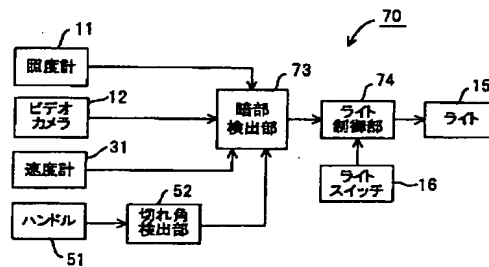 70
11
照度計
12
ビデオ
カメラ
31
速度計
ハンドル
51
52
切れ角
検出部
73
暗部
検出部
74
ライト
制御部
15
ライト
ライト
スイッチ
16